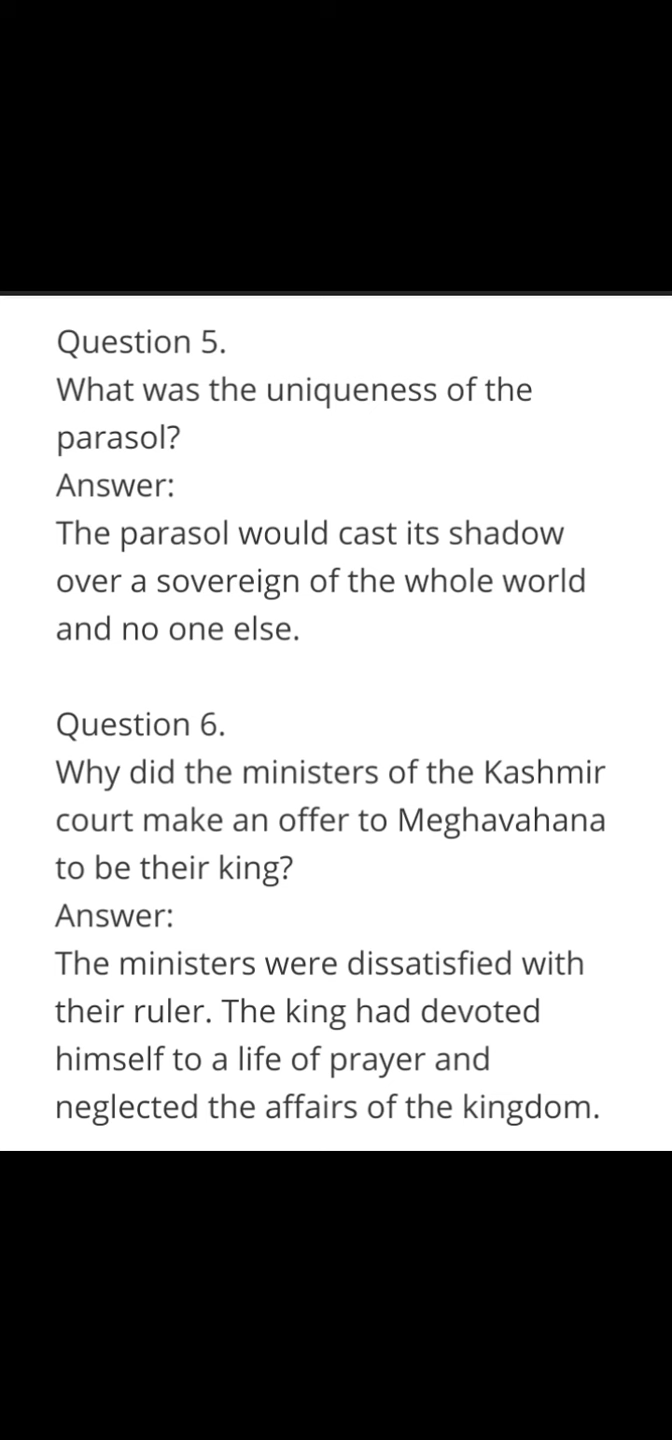 Question 5.
What was the uniqueness of the
parasol?
Answer:
The parasol would cast its shadow
over a sovereign of the whole world
and no one else.
Question 6.
Why did the ministers of the Kashmir
court make an offer to Meghavahana
to be their king?
Answer:
The ministers were dissatisfied with
their ruler. The king had devoted
himself to a life of prayer and
neglected the affairs of the kingdom.